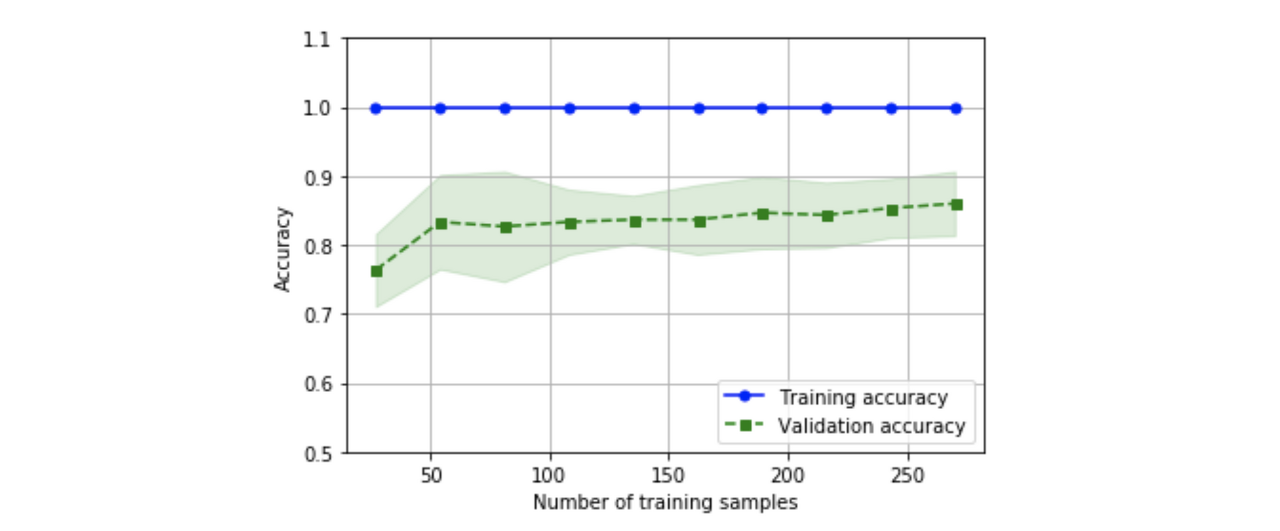 1.1
1.0
0.9
0.8
0.7
0.6
0.5
Accuracy
Training accuracy
Validation accuracy
50 100 150 200 250
Number of training samples